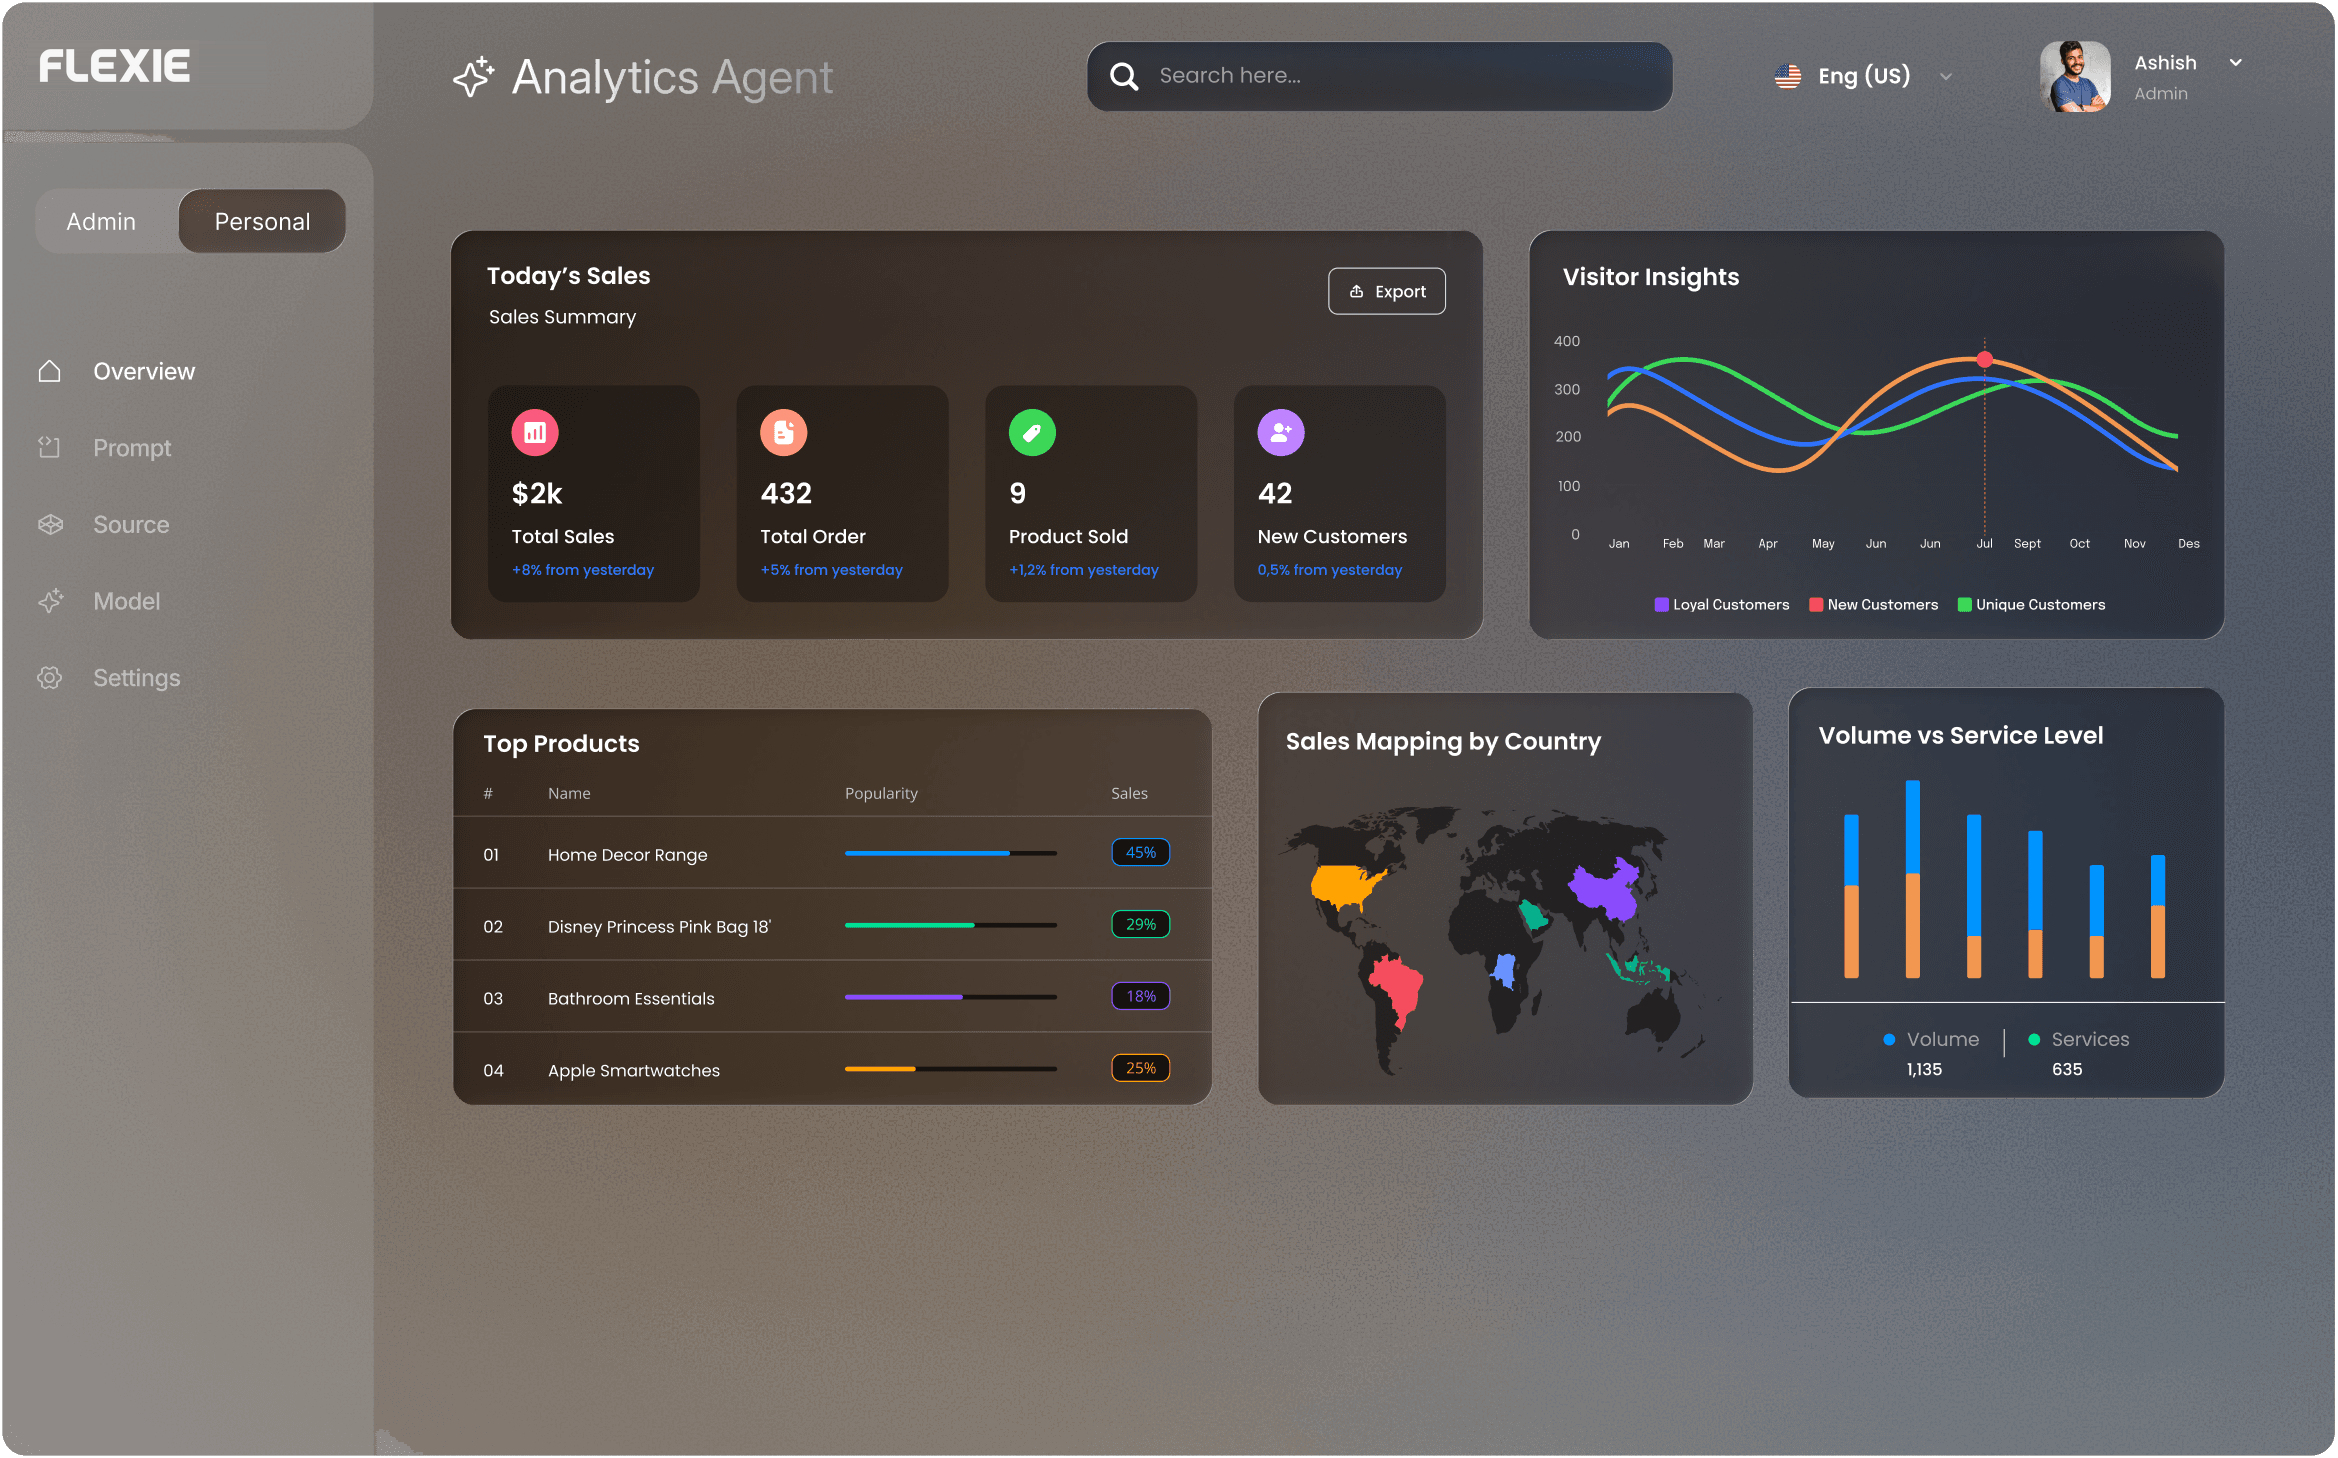 FLEXIE
Analytics Agent
Search here...
Eng (US)
Ashish
Admin
Admin
Personal
Overview
Prompt
Source
Model
Settings
Today’s Sales
Sales Summary
Export
$2k
Total Sales
+8% from yesterday
432
Total Order
+5% from yesterday
9
Product Sold
+1,2% from yesterday
42
New Customers
0,5% from yesterday
Visitor Insights
400
300
200
100
0
Jan Feb Mar Apr May Jun Jun Jul Sept Oct Nov Des
Loyal Customers New Customers Unique Customers
Top Products
# Name Popularity Sales
01 Home Decor Range 45%
02 Disney Princess Pink Bag 18' 29%
03 Bathroom Essentials 18%
04 Apple Smartwatches 25%
Sales Mapping by Country
Volume vs Service Level
Volume Services
1,135 635